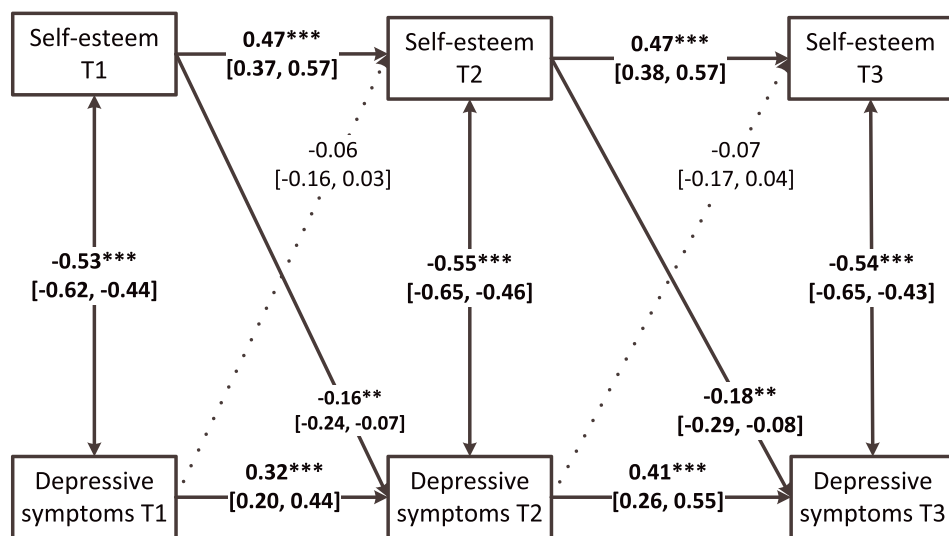 Self-esteem
T1
0.47***
[0.37, 0.57]
Self-esteem
T2
0.47***
[0.38, 0.57]
Self-esteem
T3
-0.06
[-0.16, 0.03]
-0.07
[-0.17, 0.04]
-0.53***
[-0.62, -0.44]
-0.55***
[-0.65, -0.46]
-0.54***
[-0.65, -0.43]
-0.16**
[-0.24, -0.07]
-0.18**
[-0.29, -0.08]
Depressive
symptoms T1
0.32***
[0.20, 0.44]
Depressive
symptoms T2
0.41***
[0.26, 0.55]
Depressive
symptoms T3